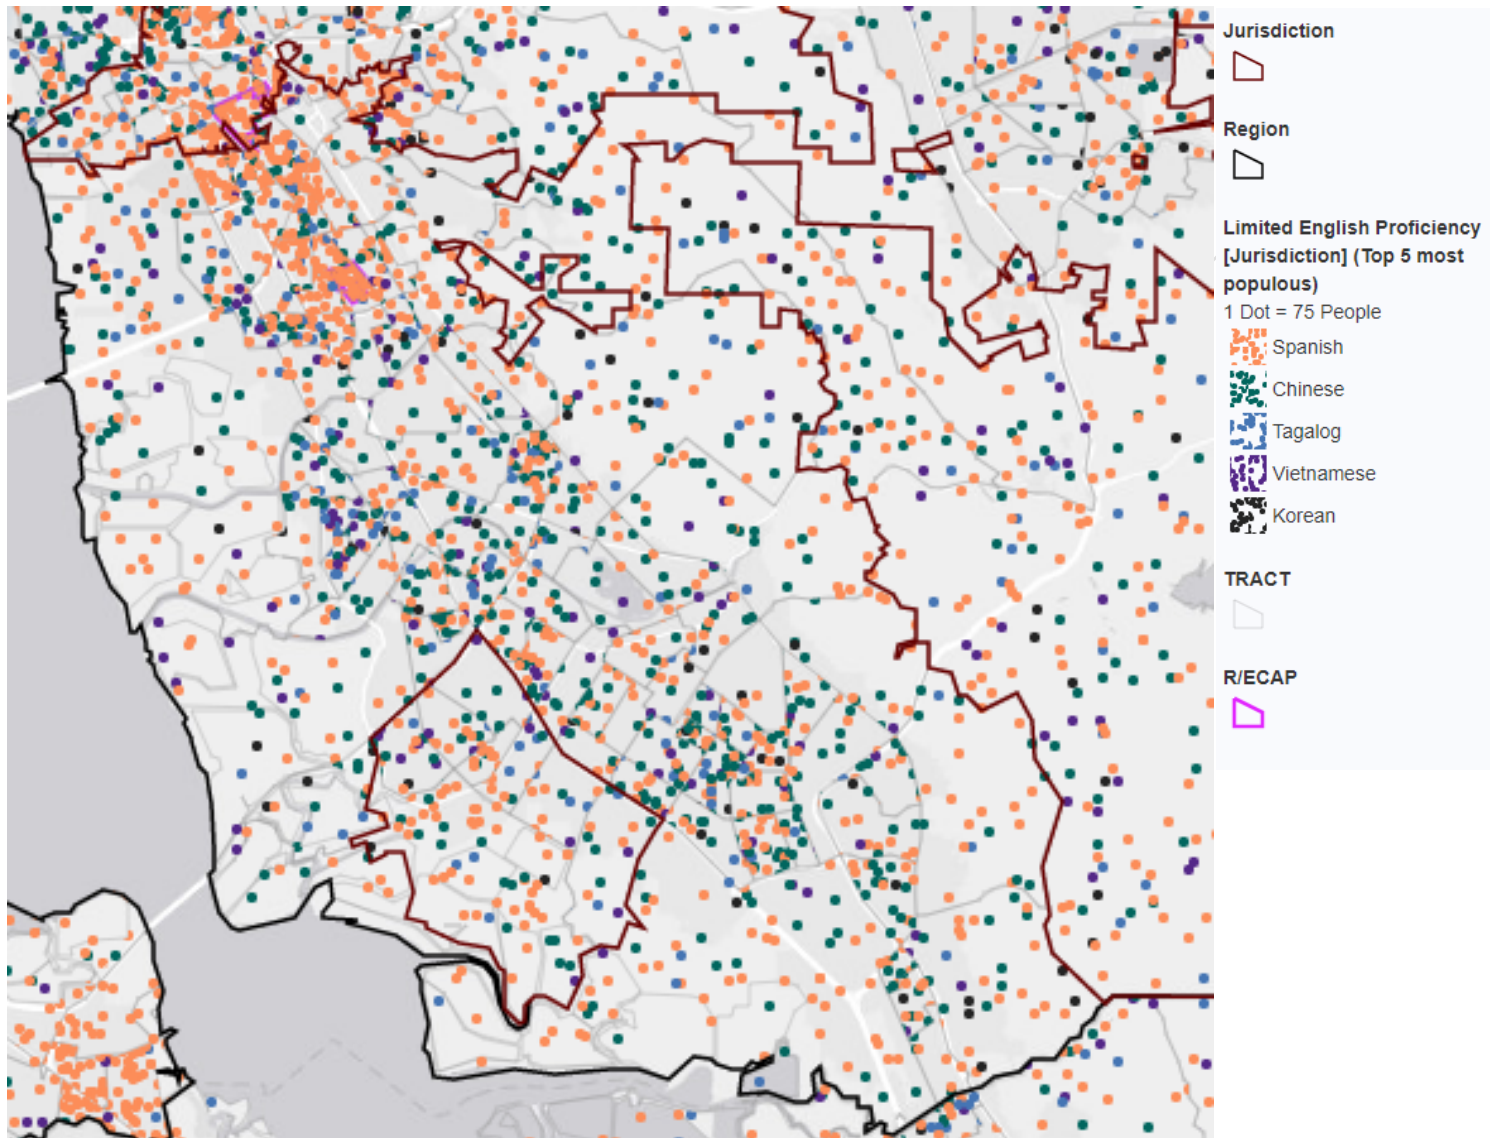 Jurisdiction
Region
Limited English Proficiency
[Jurisdiction] (Top 5 most
populous)
1 Dot = 75 People
Spanish
Chinese
Tagalog
Vietnamese
Korean
TRACT
R/ECAP